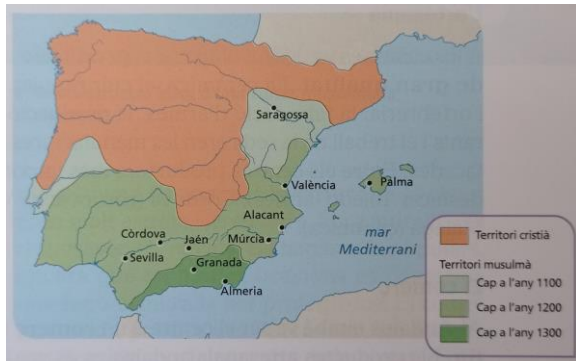 Saragossa
València
Palma
Alacant
Còrdova
Jaén
Múrcia
Sevilla
Granada
Almeria
mar
Mediterrani
Territori cristià
Territori musulmà
Cap a l'any 1100
Cap a l'any 1200
Cap a l'any 1300